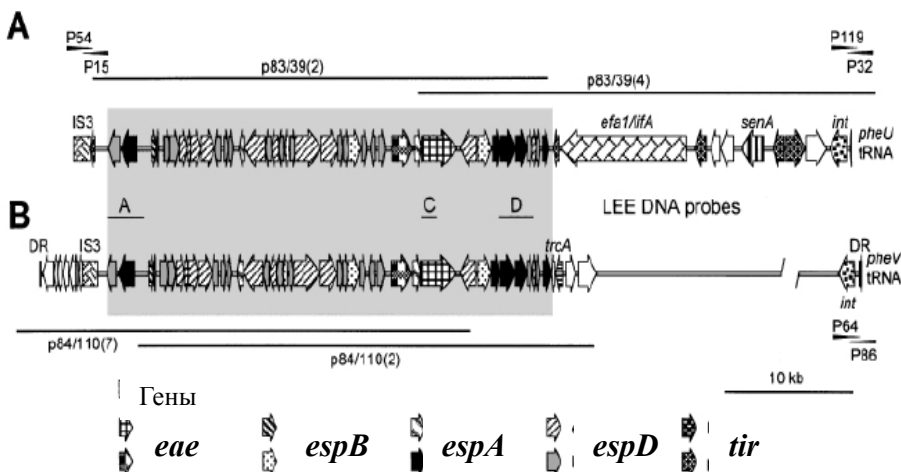 A
P54
P15
P119
P32
p83/39(2)
p83/39(4)
IS3
efa1/lifA
senA
int
pheU
tRNA
A
C
D
LEE DNA probes
B
DR
IS3
trcA
DR
pheV
tRNA
int
p84/110(7)
p84/110(2)
P64
P86
10 kb
Гены
eae
espB
espA
espD
tir